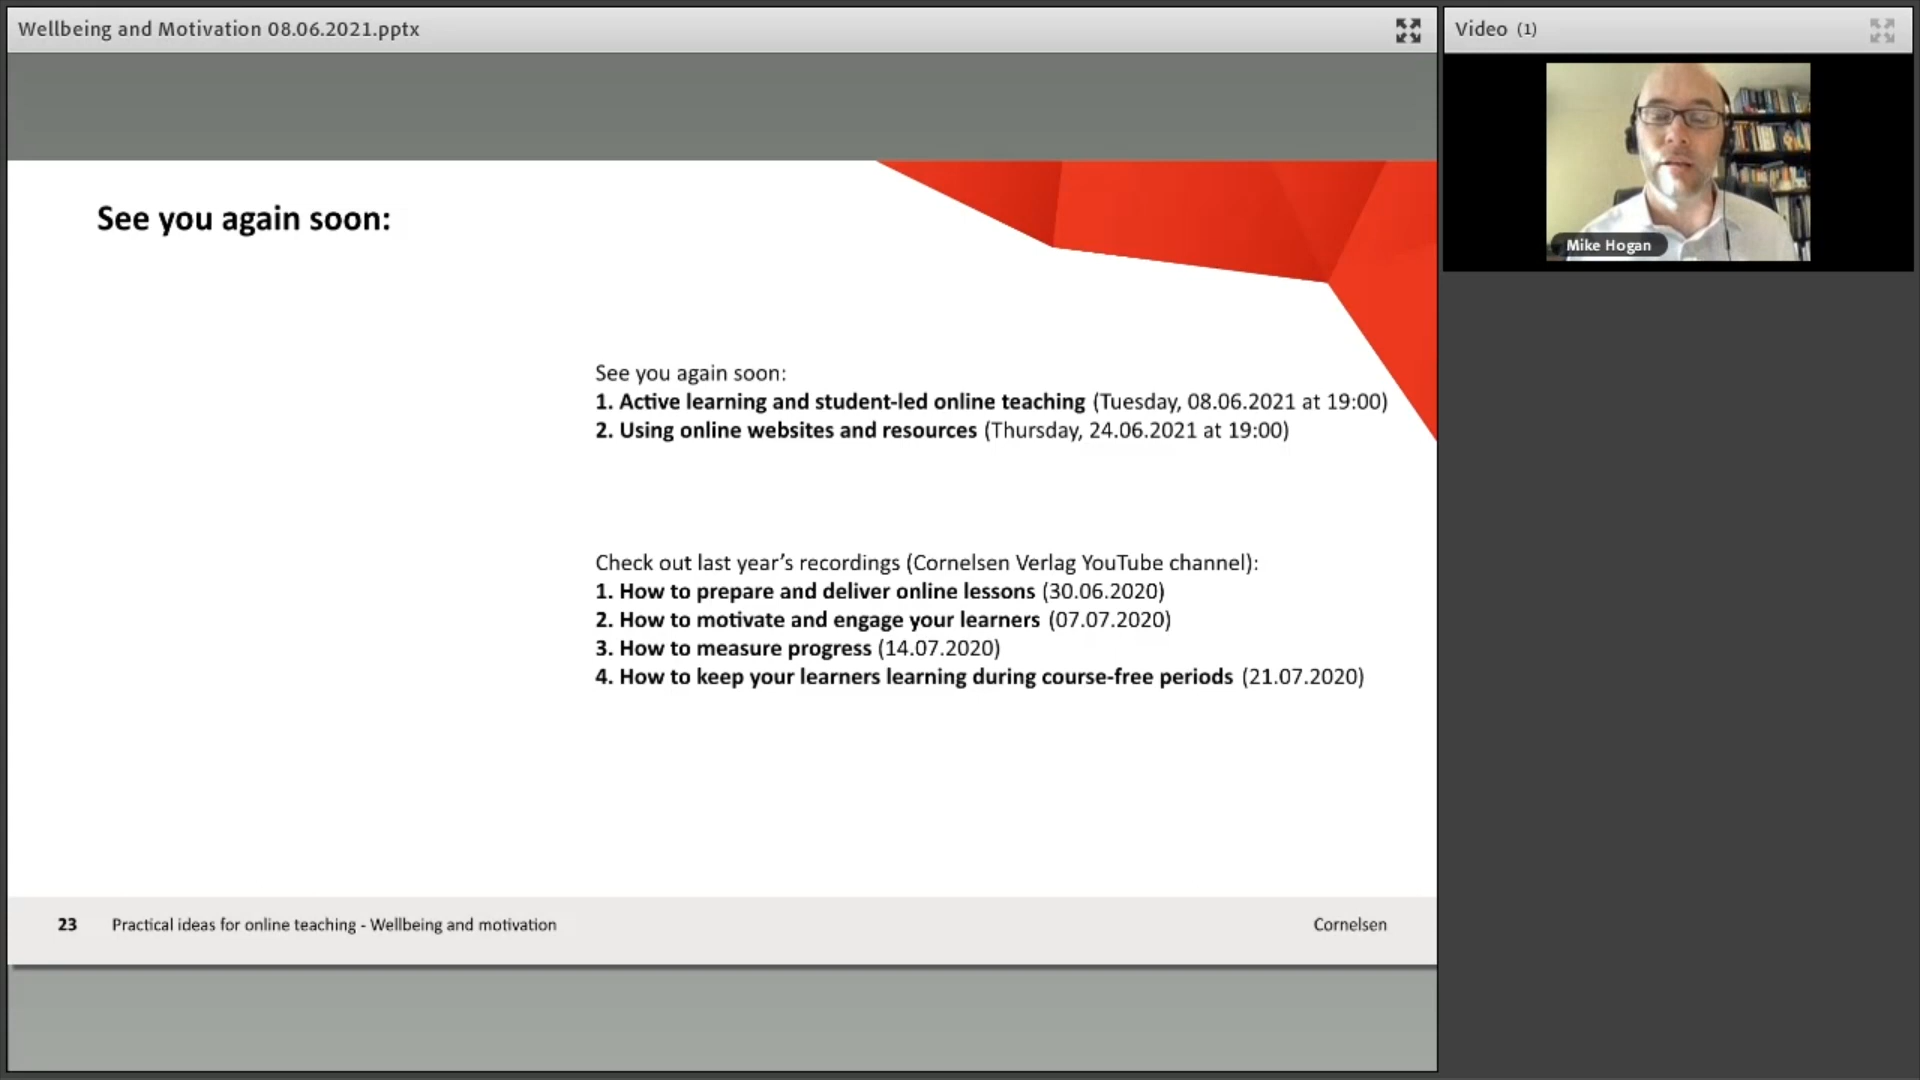 Wellbeing and Motivation 08.06.2021.pptx
Video (1)
Mike Hogan
See you again soon:
See you again soon:
1. Active learning and student-led online teaching (Tuesday, 08.06.2021 at 19:00)
2. Using online websites and resources (Thursday, 24.06.2021 at 19:00)
Check out last year’s recordings (Cornelsen Verlag YouTube channel):
1. How to prepare and deliver online lessons (30.06.2020)
2. How to motivate and engage your learners (07.07.2020)
3. How to measure progress (14.07.2020)
4. How to keep your learners learning during course-free periods (21.07.2020)
23 Practical ideas for online teaching - Wellbeing and motivation Cornelsen